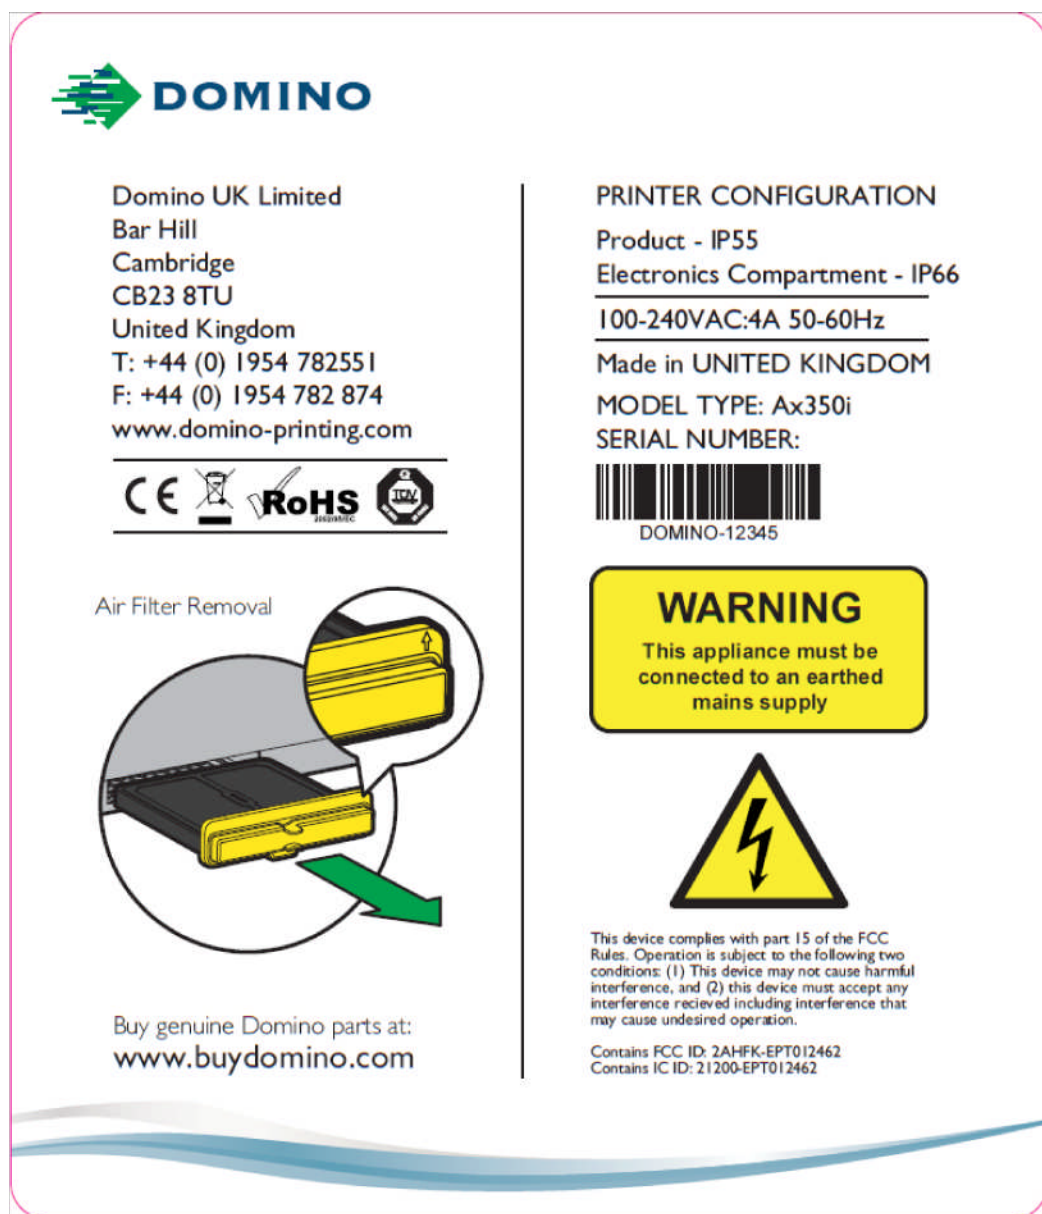 DOMINO
Domino UK Limited
Bar Hill
Cambridge
CB23 8TU
United Kingdom
T: +44 (0) 1954 782551
F: +44 (0) 1954 782 874
www.domino-printing.com
CE
RoHS
2002/95/EC
TÜV
Air Filter Removal
Buy genuine Domino parts at:
www.buydomino.com
PRINTER CONFIGURATION
Product - IP55
Electronics Compartment - IP66
100-240VAC:4A 50-60Hz
Made in UNITED KINGDOM
MODEL TYPE: Ax350i
SERIAL NUMBER:
DOMINO-12345
WARNING
This appliance must be
connected to an earthed
mains supply
This device complies with part 15 of the FCC
Rules. Operation is subject to the following two
conditions: (1) This device may not cause harmful
interference, and (2) this device must accept any
interference recieved including interference that
may cause undesired operation.
Contains FCC ID: 2AHFK-EPT012462
Contains IC ID: 21200-EPT012462